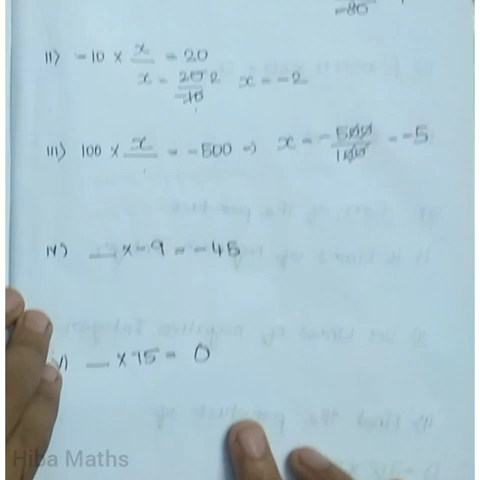 -80
II) -10 × x = 20
x = 20 2 x = -2
-10
III) 100 × x = -500 => x = -500 = -5
100
IV) __ × -9 = -45
V) __ × 75 = 0
Hiba Maths